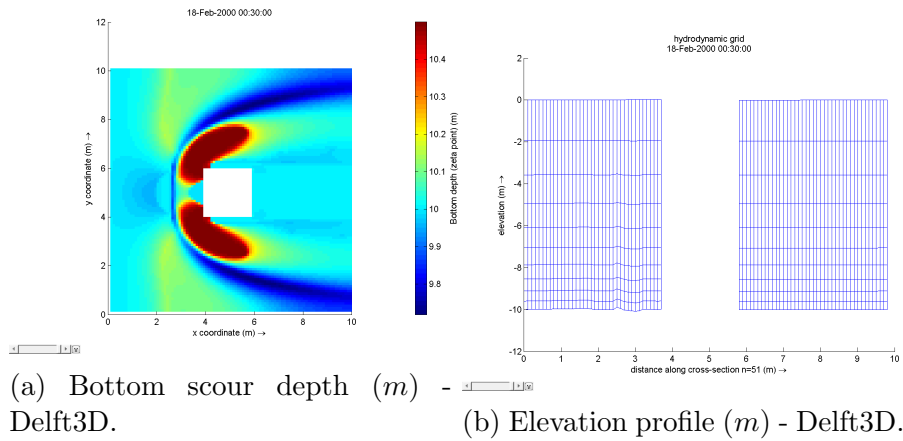 18-Feb-2000 00:30:00
12
10
8
6
4
2
0
0 2 4 6 8 10
y coordinate (m) →
x coordinate (m) →
10.4
10.3
10.2
10.1
10
9.9
9.8
Bottom depth (zeta point) (m)
v
(a) Bottom scour depth (m) -
Delft3D.
hydrodynamic grid
18-Feb-2000 00:30:00
2
0
-2
-4
-6
-8
-10
-12
elevation (m) →
0 1 2 3 4 5 6 7 8 9 10
distance along cross-section n=51 (m) →
v
(b) Elevation profile (m) - Delft3D.